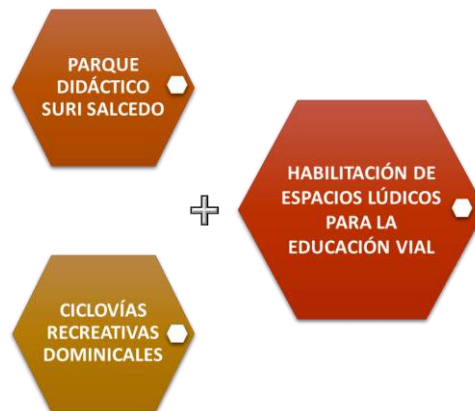 PARQUE
DIDÁCTICO
SURI SALCEDO
HABILITACIÓN DE
ESPACIOS LÚDICOS
PARA LA
EDUCACIÓN VIAL
CICLOVÍAS
RECREATIVAS
DOMINICALES